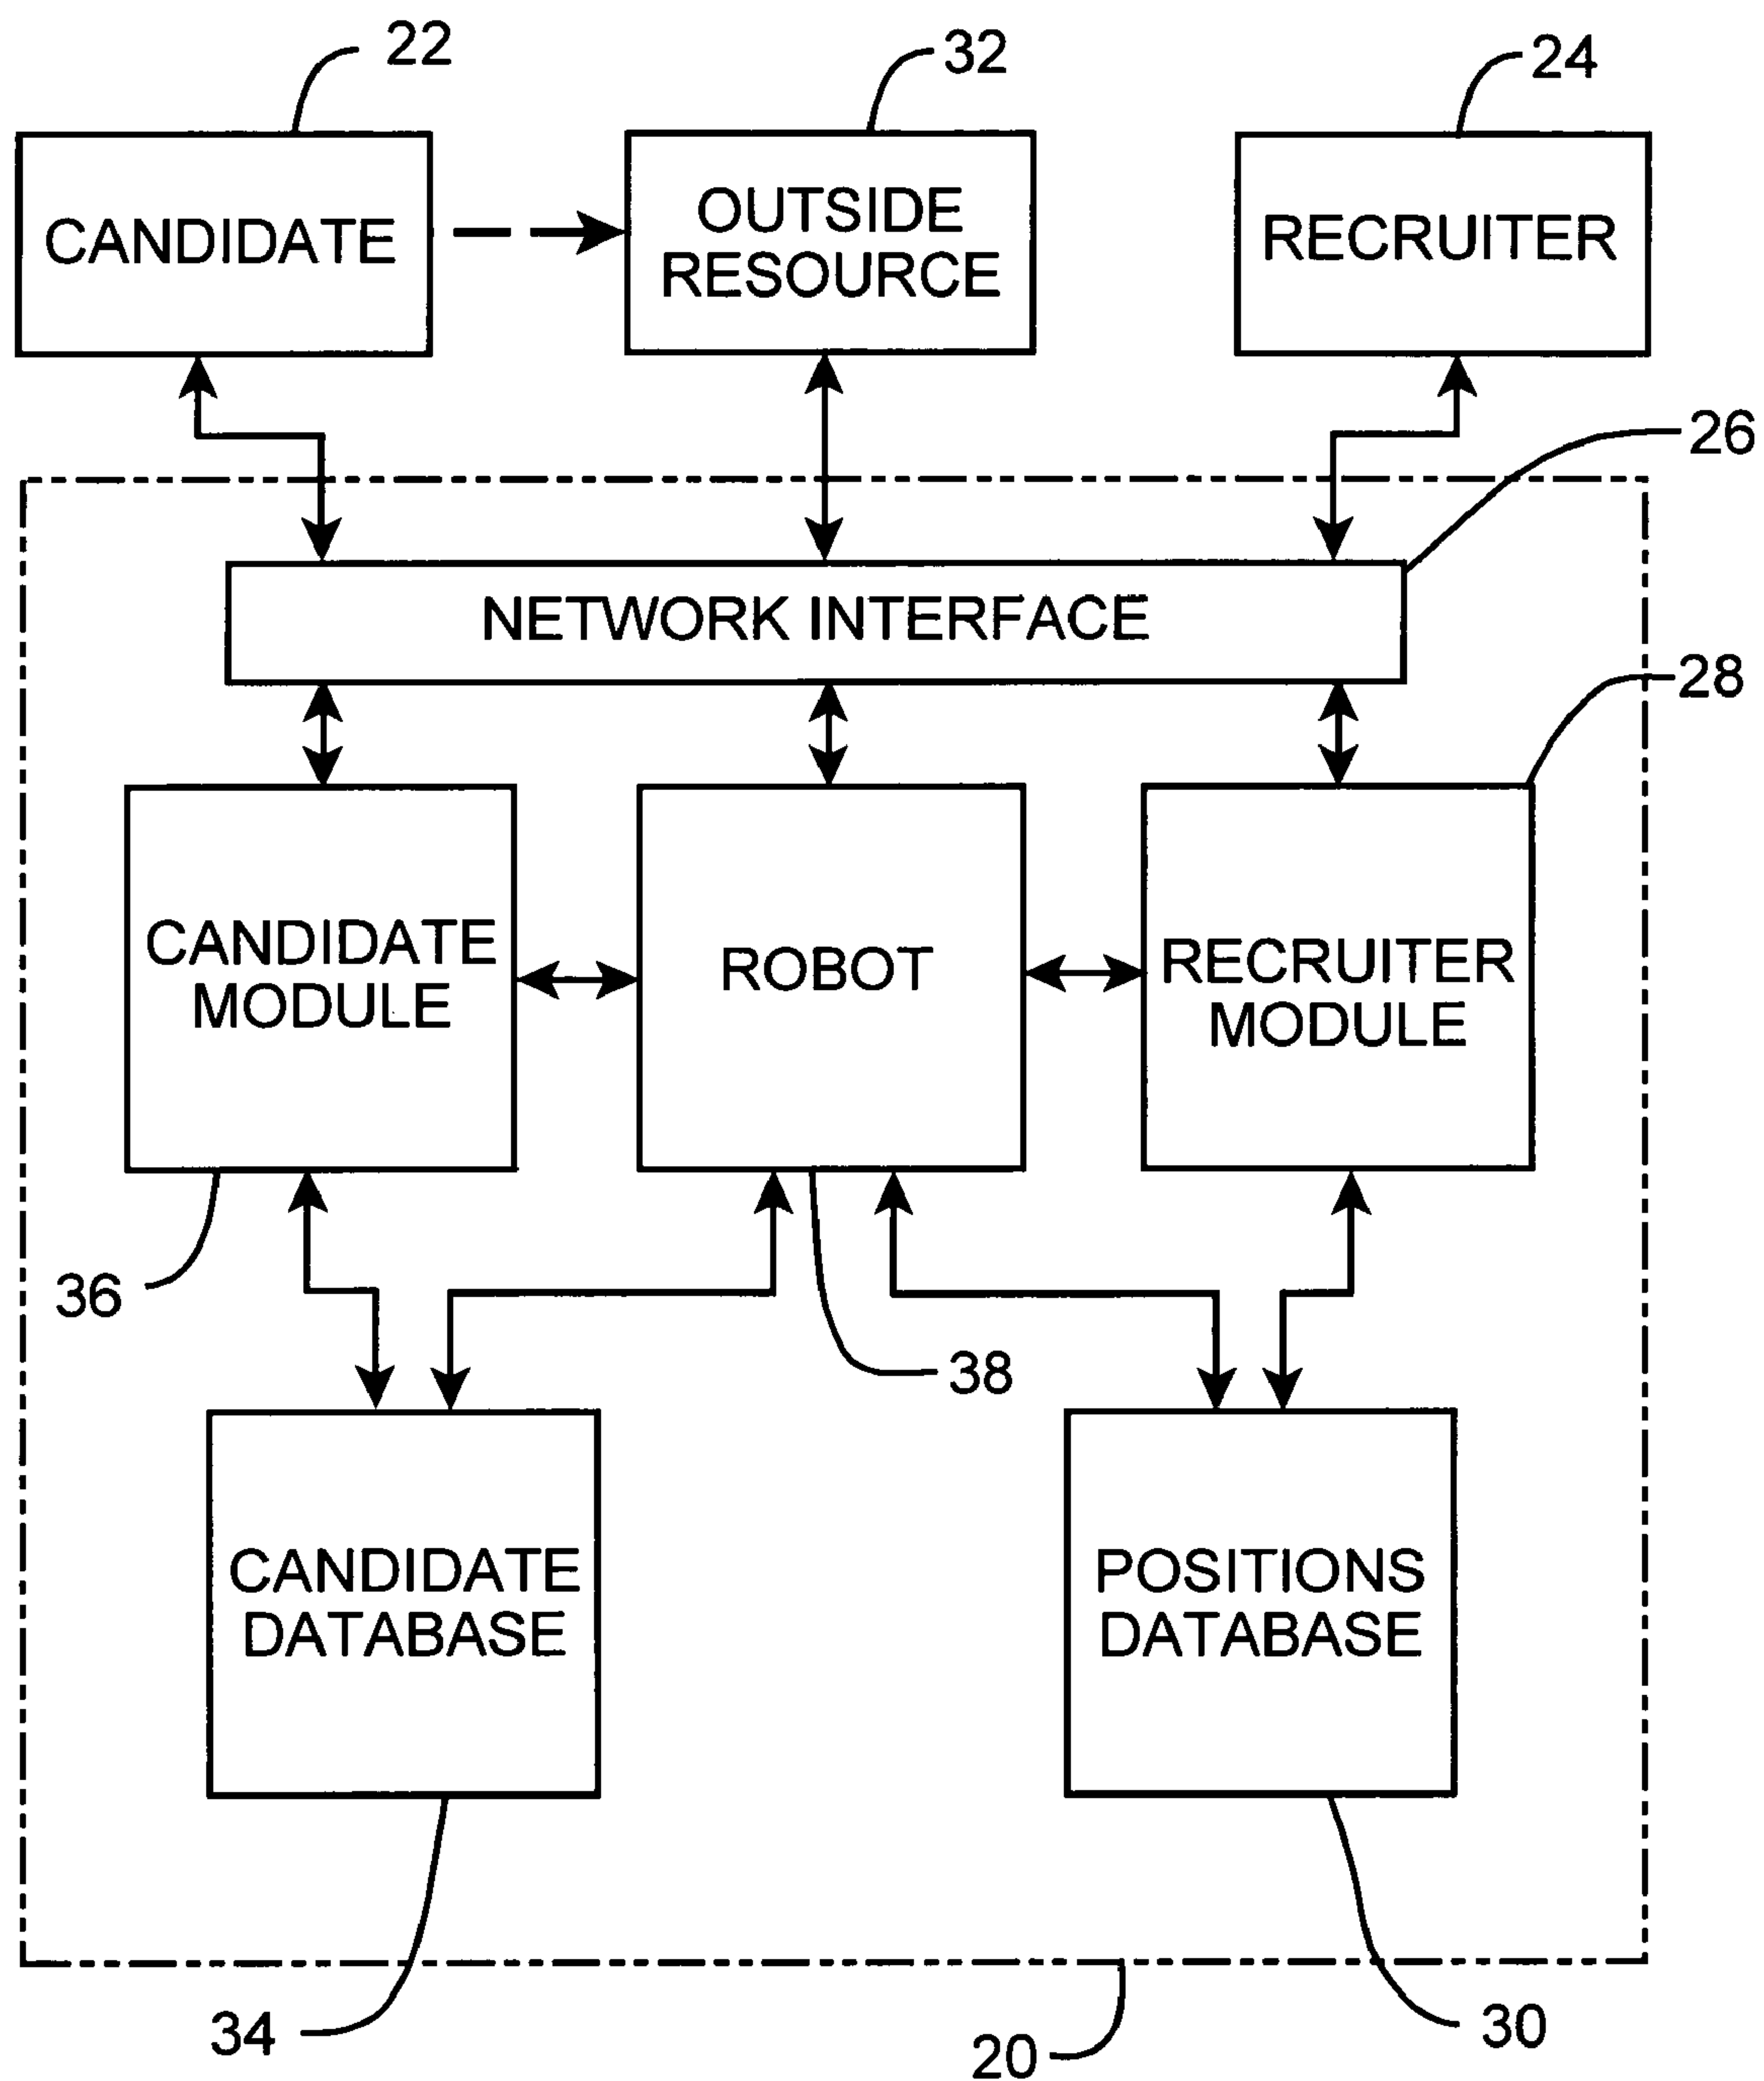 22
32
24
CANDIDATE
OUTSIDE
RESOURCE
RECRUITER
26
NETWORK INTERFACE
28
CANDIDATE
MODULE
ROBOT
RECRUITER
MODULE
36
38
CANDIDATE
DATABASE
POSITIONS
DATABASE
34
20
30